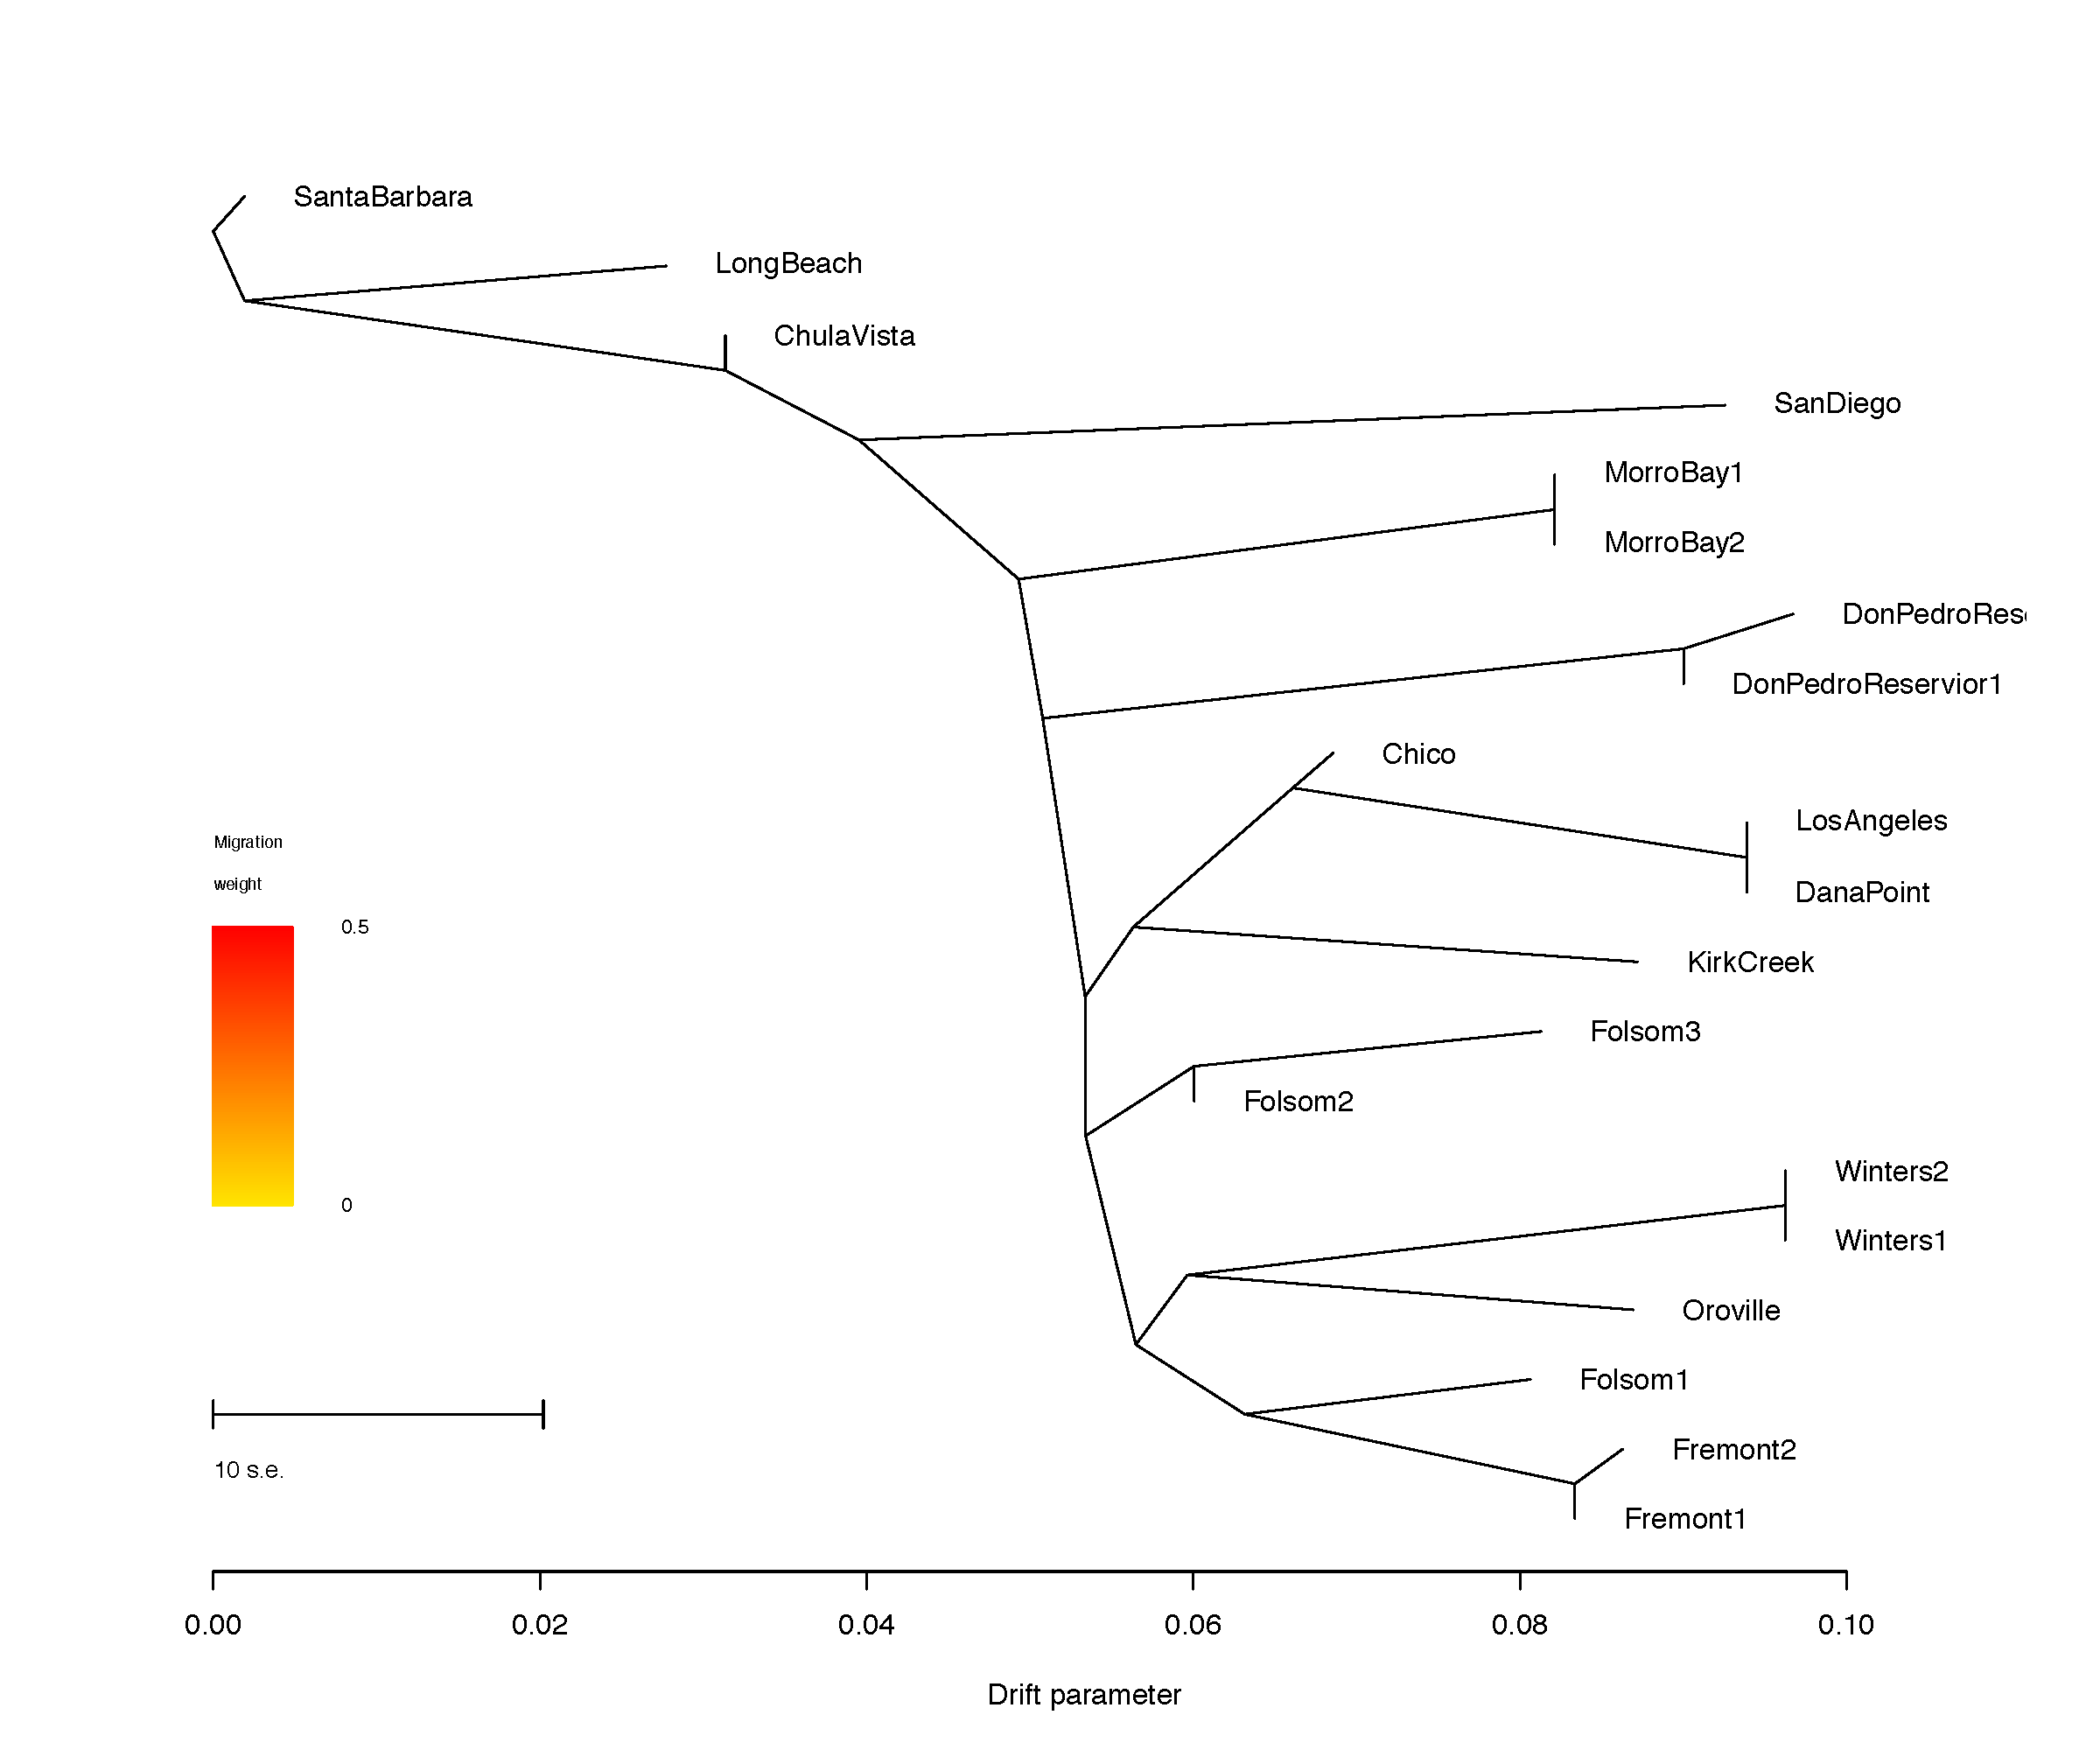 SantaBarbara
LongBeach
ChulaVista
SanDiego
MorroBay1
MorroBay2
DonPedroRes
DonPedroReservior1
Chico
LosAngeles
DanaPoint
KirkCreek
Folsom3
Folsom2
Winters2
Winters1
Oroville
Folsom1
Fremont2
Fremont1
Migration
weight
0.5
0
10 s.e.
0.00 0.02 0.04 0.06 0.08 0.10
Drift parameter